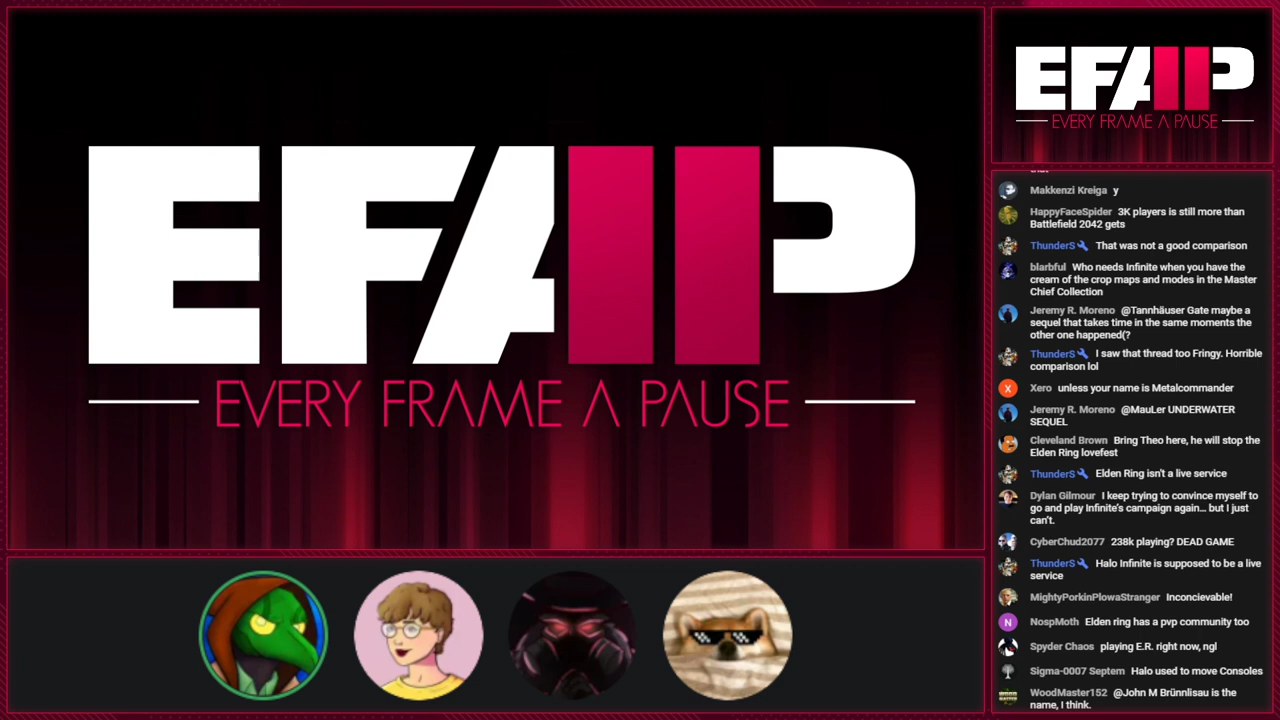 EFAP
EVERY FRAME A PAUSE
EFAP
EVERY FRAME A PAUSE
Makkenzi Kreiga y
HappyFaceSpider 3K players is still more than
Battlefield 2042 gets
ThunderS That was not a good comparison
blarbful Who needs Infinite when you have the
cream of the crop maps and modes in the Master
Chief Collection
Jeremy R. Moreno @Tannhäuser Gate maybe a
sequel that takes time in the same moments the
other one happened(?
ThunderS I saw that thread too Fringy. Horrible
comparison lol
X
Xero unless your name is Metalcommander
Jeremy R. Moreno @MauLer UNDERWATER
SEQUEL
Cleveland Brown Bring Theo here, he will stop the
Elden Ring lovefest
ThunderS Elden Ring isn't a live service
Dylan Gilmour I keep trying to convince myself to
go and play Infinite's campaign again... but I just
can't.
CyberChud2077 238k playing? DEAD GAME
ThunderS Halo Infinite is supposed to be a live
service
MightyPorkinPlowaStranger Inconcievable!
N
NospMoth Elden ring has a pvp community too
Spyder Chaos playing E.R. right now, ngl
Sigma-0007 Septem Halo used to move Consoles
WoodMaster152 @John M Brünnlisau is the
name, I think.